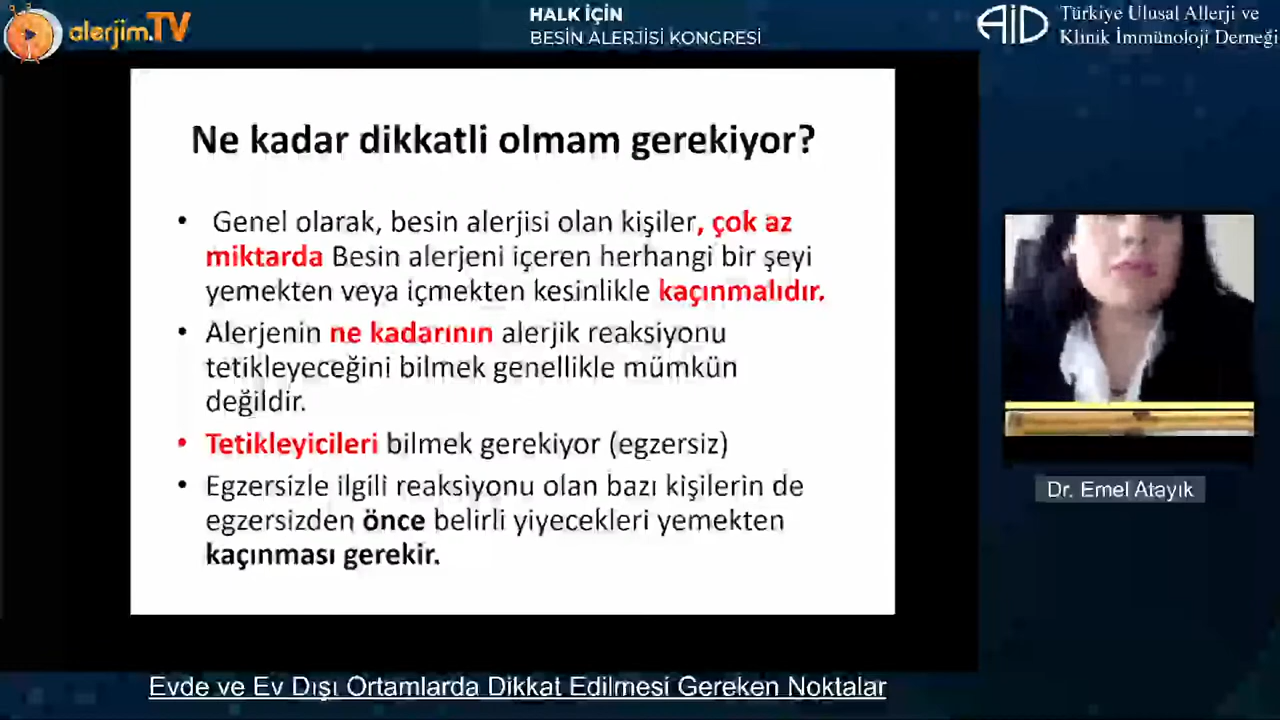 alerjim.TV
HALK İÇİN
BESİN ALERJİSİ KONGRESİ
AİD
Türkiye Ulusal Allerji ve
Klinik İmmünoloji Derneği
Ne kadar dikkatli olmam gerekiyor?
• Genel olarak, besin alerjisi olan kişiler, çok az
miktarda Besin alerjeni içeren herhangi bir şeyi
yemekten veya içmekten kesinlikle kaçınmalıdır.
• Alerjenin ne kadarının alerjik reaksiyonu
tetikleyeceğini bilmek genellikle mümkün
değildir.
• Tetikleyicileri bilmek gerekiyor (egzersiz)
• Egzersizle ilgili reaksiyonu olan bazı kişilerin de
egzersizden önce belirli yiyecekleri yemekten
kaçınması gerekir.
Dr. Emel Atayık
Evde ve Ev Dışı Ortamlarda Dikkat Edilmesi Gereken Noktalar